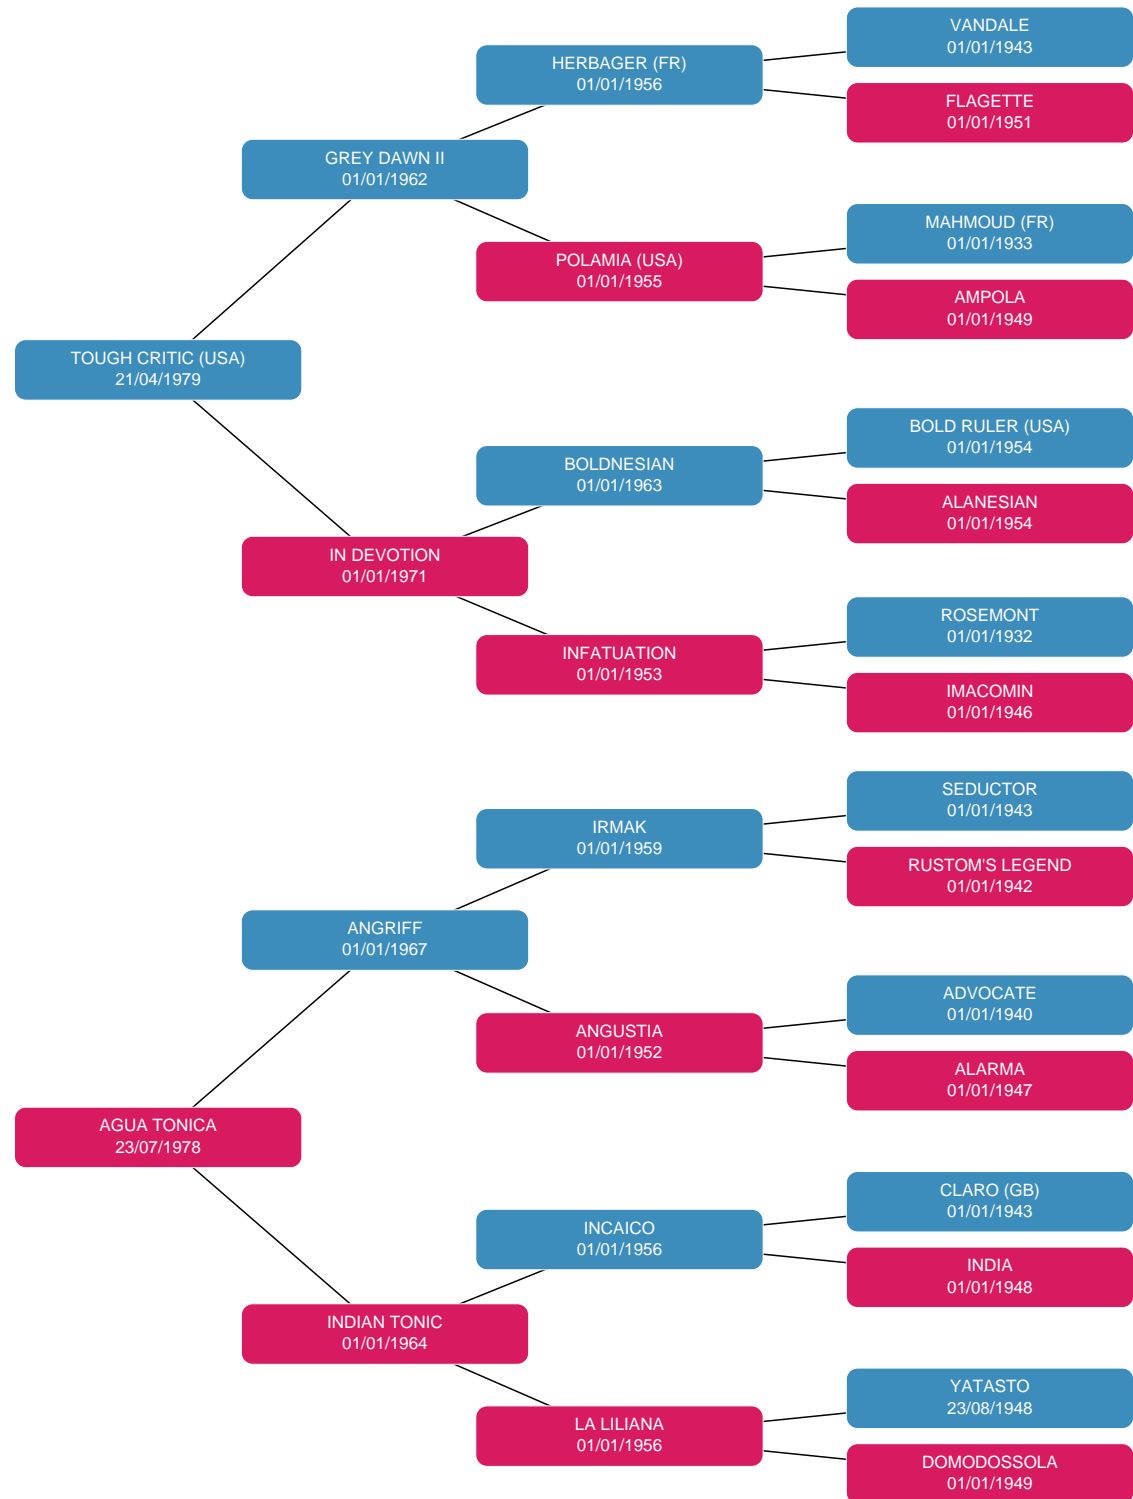 VANDALE
01/01/1943
HERBAGER (FR)
01/01/1956
FLAGETTE
01/01/1951
GREY DAWN II
01/01/1962
MAHMOUD (FR)
01/01/1933
POLAMIA (USA)
01/01/1955
AMPOLA
01/01/1949
TOUGH CRITIC (USA)
21/04/1979
BOLD RULER (USA)
01/01/1954
BOLDNESIAN
01/01/1963
ALANESIAN
01/01/1954
IN DEVOTION
01/01/1971
ROSEMONT
01/01/1932
INFATUATION
01/01/1953
IMACOMIN
01/01/1946
SEDUCTOR
01/01/1943
IRMAK
01/01/1959
RUSTOM'S LEGEND
01/01/1942
ANGRIFF
01/01/1967
ADVOCATE
01/01/1940
ANGUSTIA
01/01/1952
ALARMA
01/01/1947
AGUA TONICA
23/07/1978
CLARO (GB)
01/01/1943
INCAICO
01/01/1956
INDIA
01/01/1948
INDIAN TONIC
01/01/1964
YATASTO
23/08/1948
LA LILIANA
01/01/1956
DOMODOSSOLA
01/01/1949